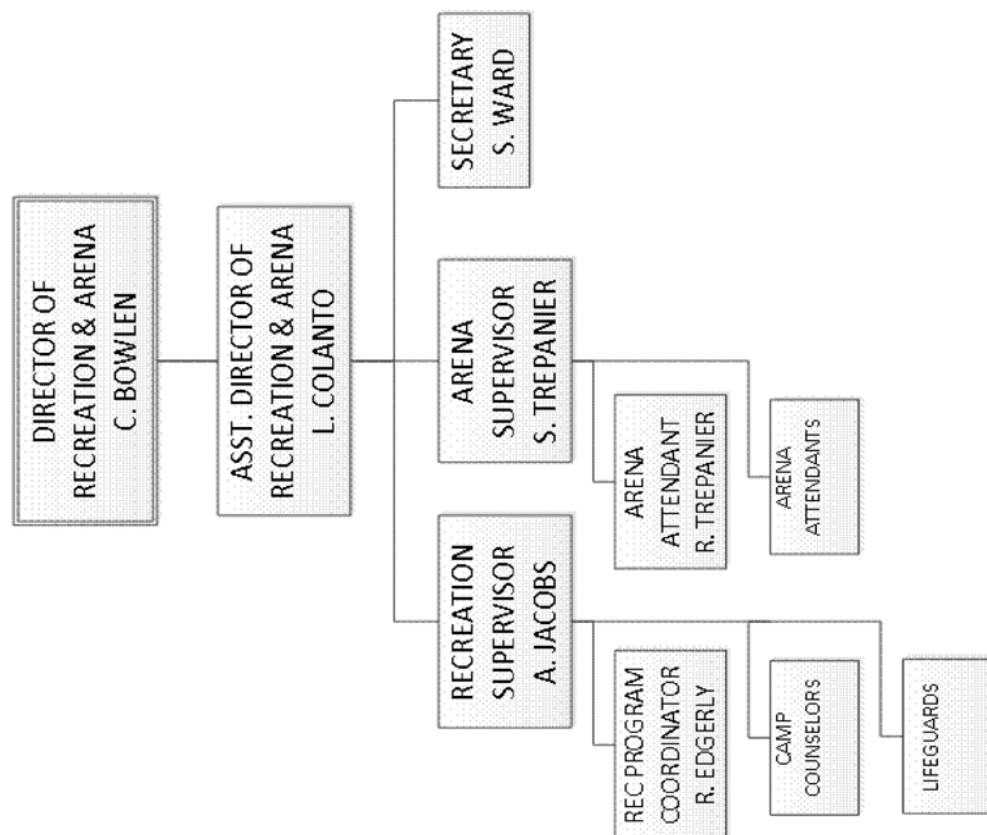 DIRECTOR OF
RECREATION & ARENA
C. BOWLEN
ASST. DIRECTOR OF
RECREATION & ARENA
L. COLANTO
RECREATION
SUPERVISOR
A. JACOBS
ARENA
SUPERVISOR
S. TREPANIER
SECRETARY
S. WARD
REC PROGRAM
COORDINATOR
R. EDGERLY
CAMP
COUNSELORS
LIFEGUARDS
ARENA
ATTENDANT
R. TREPANIER
ARENA
ATTENDANTS